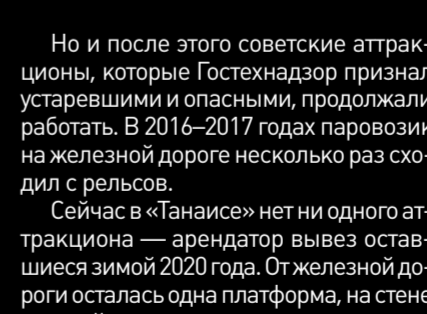 Но и после этого советские аттрак-
ционы, которые Гостехнадзор признал
устаревшими и опасными, продолжали
работать. В 2016–2017 годах паровозик
на железной дороге несколько раз схо-
дил с рельсов.
Сейчас в «Танаисе» нет ни одного ат-
тракциона — арендатор вывез остав-
шиеся зимой 2020 года. От железной до-
роги осталась одна платформа, на стене